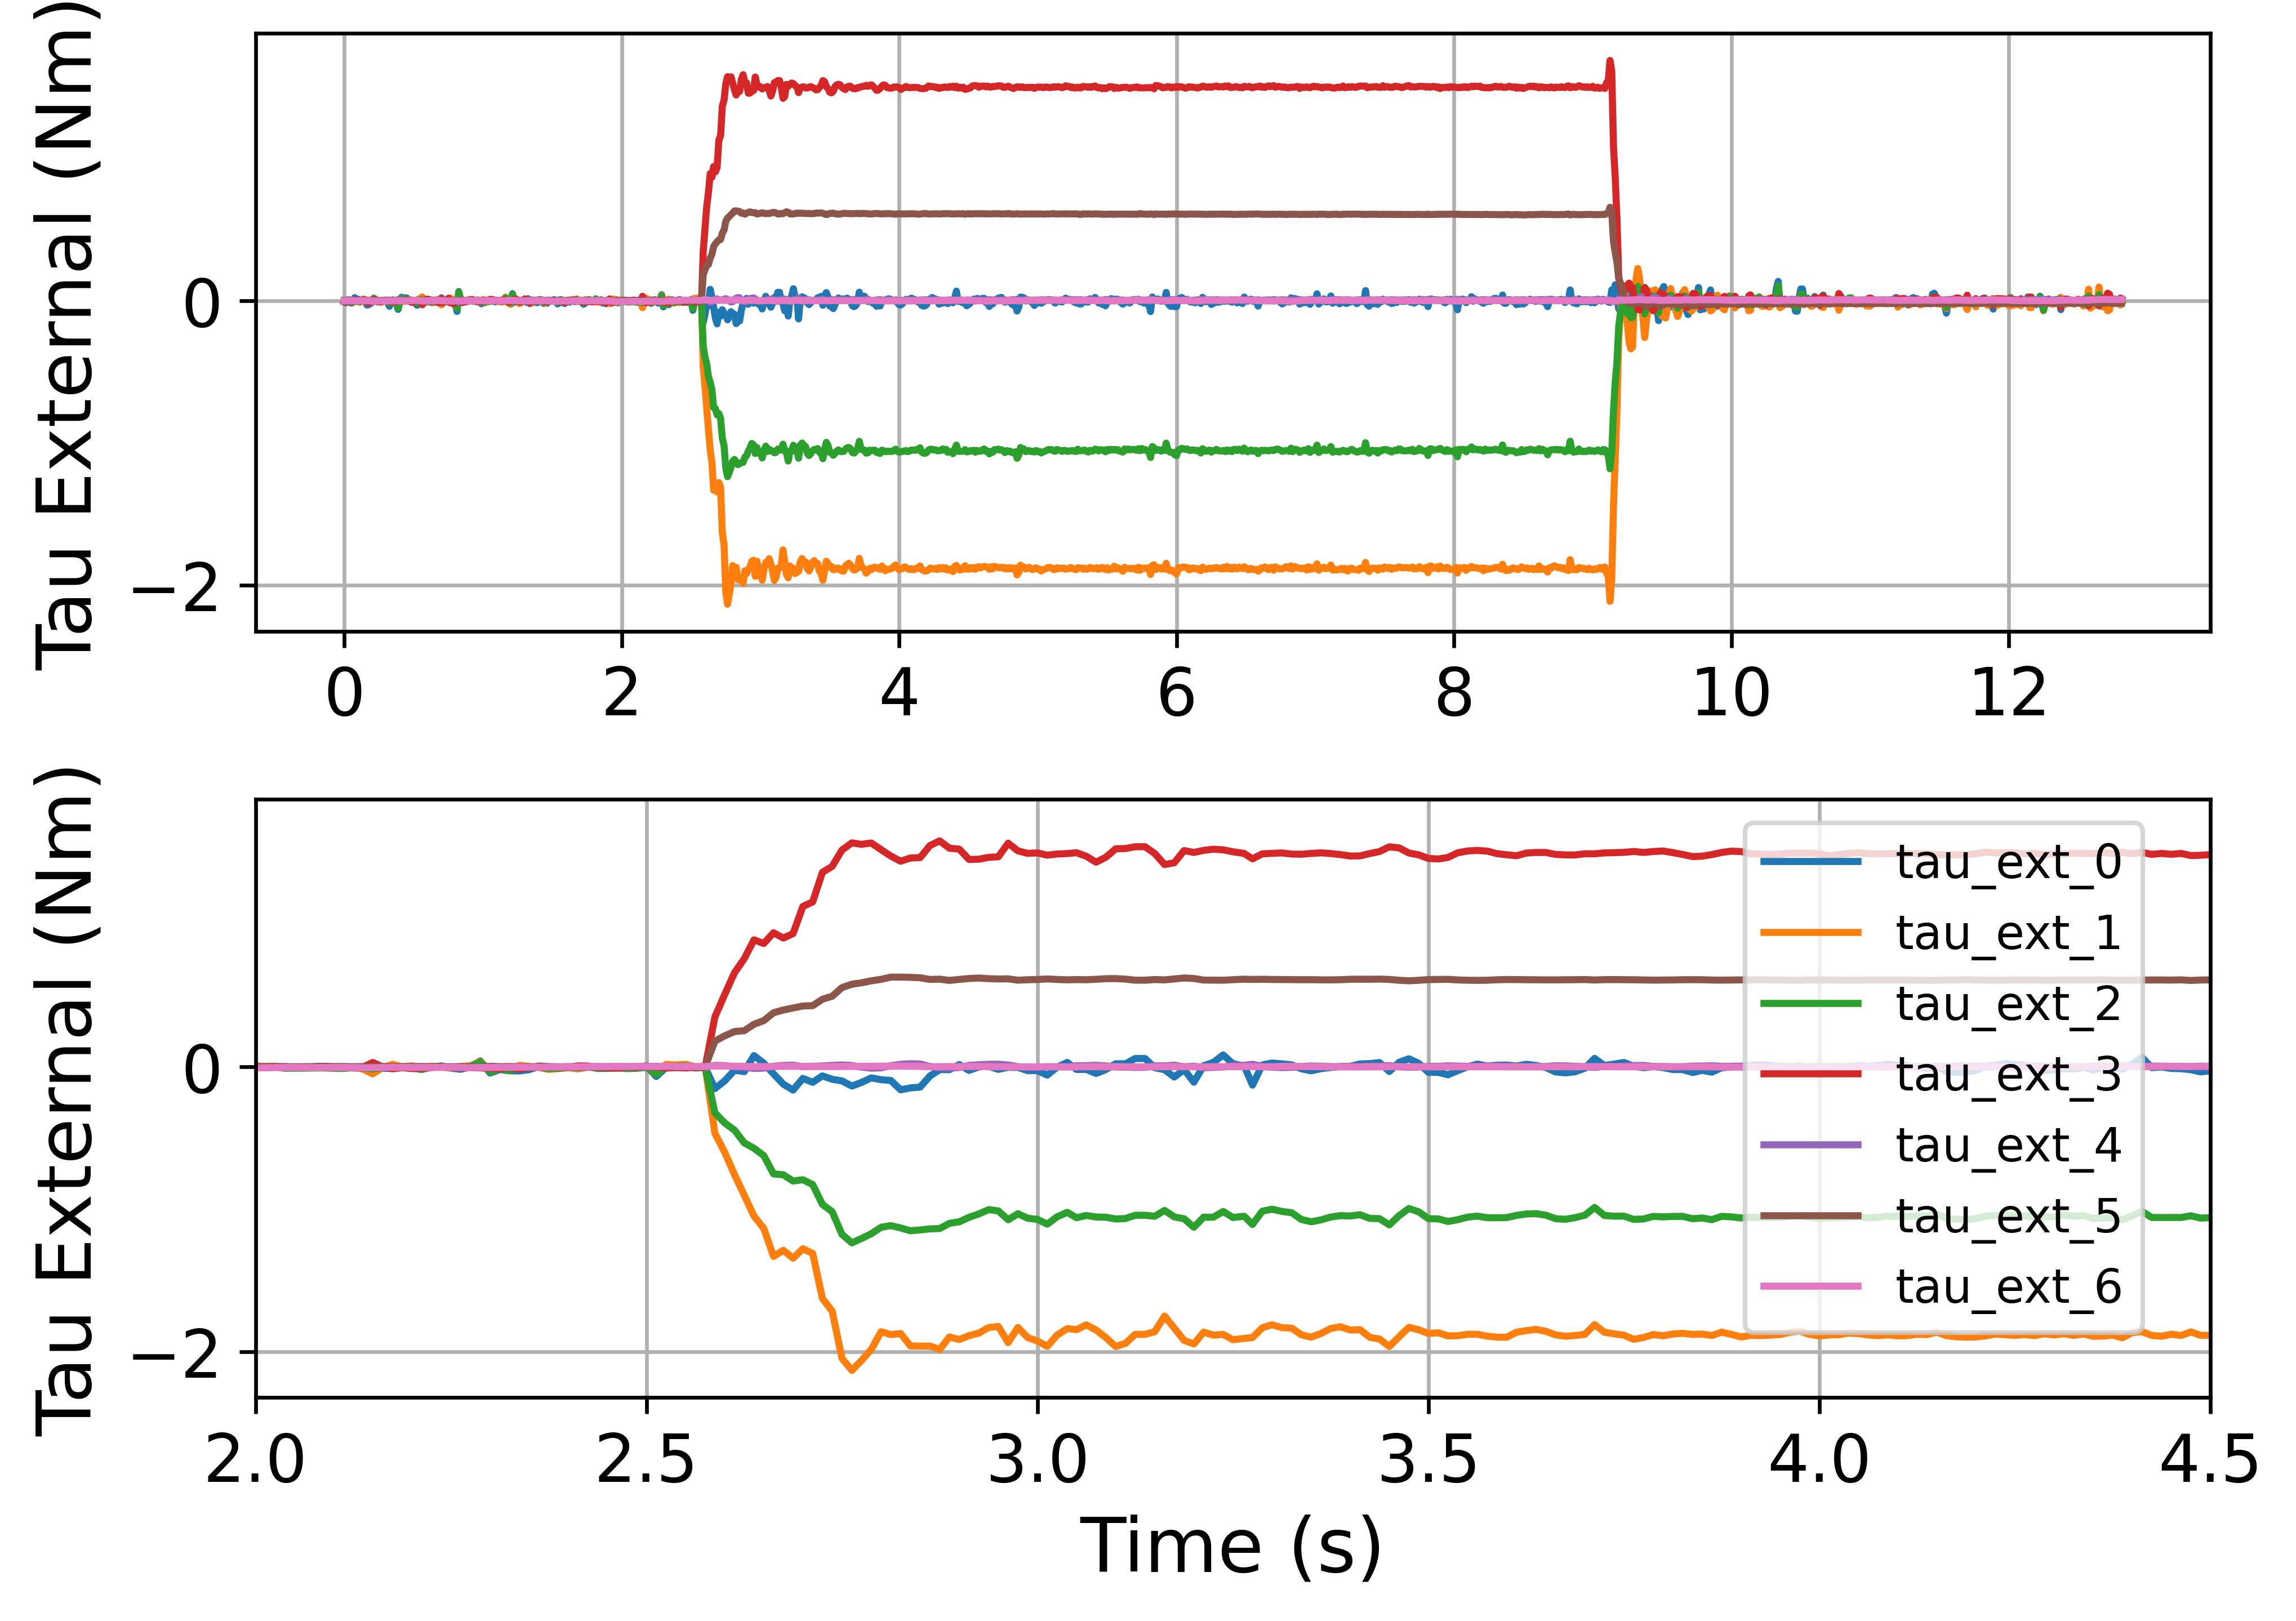 Tau External (Nm)
0
−2
0 2 4 6 8 10 12
Tau External (Nm)
0
−2
tau_ext_0
tau_ext_1
tau_ext_2
tau_ext_3
tau_ext_4
tau_ext_5
tau_ext_6
2.0 2.5 3.0 3.5 4.0 4.5
Time (s)